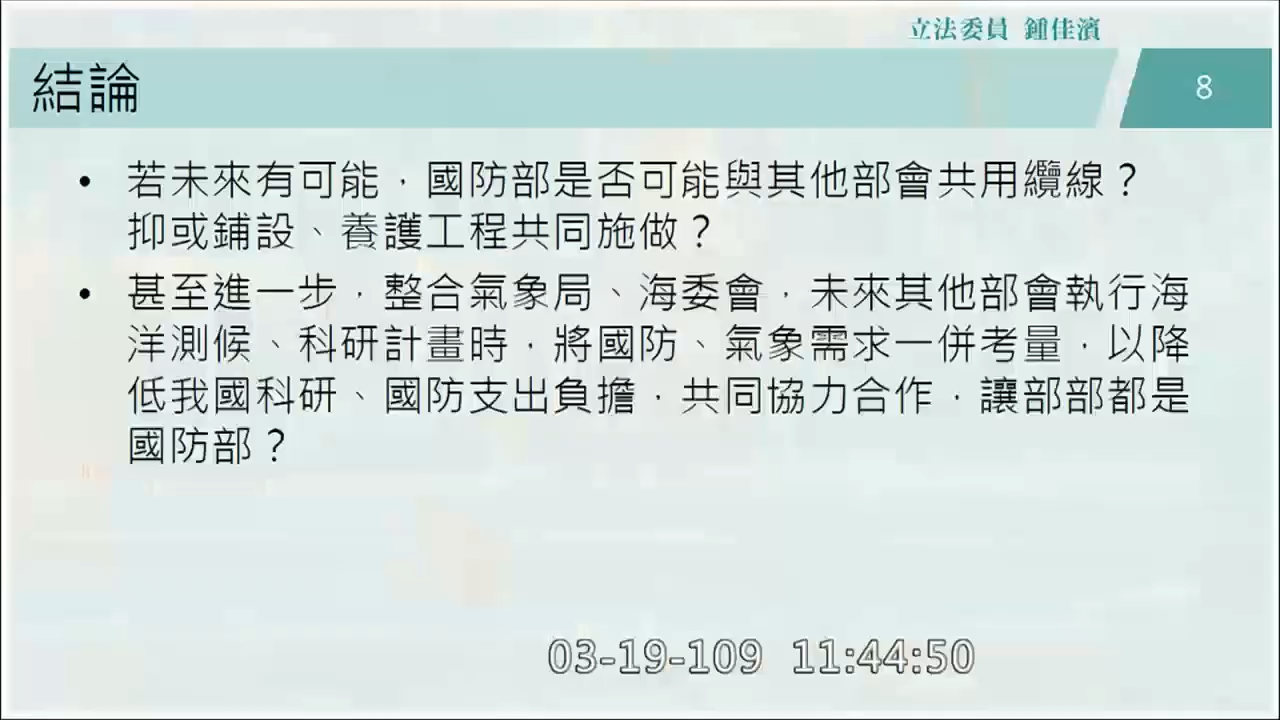 立法委員 鍾佳濱
結論
8
• 若未來有可能，國防部是否可能與其他部會共用纜線？
抑或鋪設、養護工程共同施做？
• 甚至進一步，整合氣象局、海委會，未來其他部會執行海
洋測候、科研計畫時，將國防、氣象需求一併考量，以降
低我國科研、國防支出負擔，共同協力合作，讓部部都是
國防部？
03-19-109 11:44:50